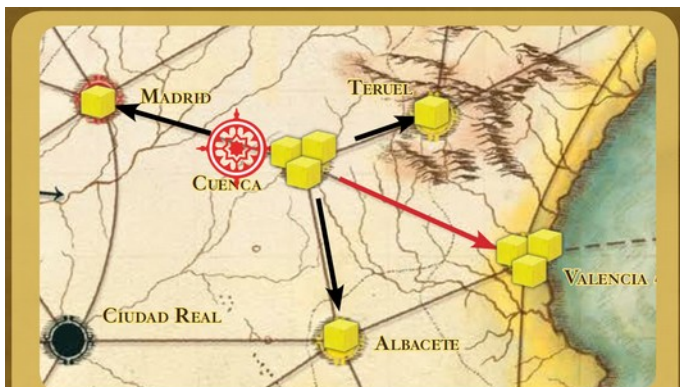 MADRID
TERUEL
CUENCA
VALENCIA
CIUDAD REAL
ALBACETE